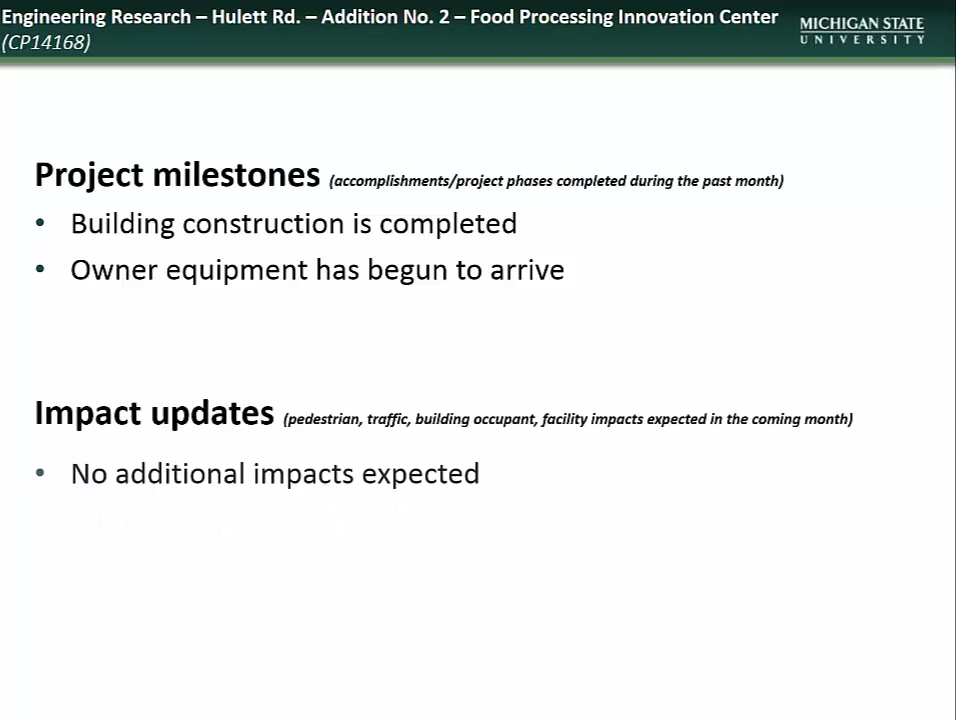 Engineering Research – Hulett Rd. – Addition No. 2 – Food Processing Innovation Center
(CP14168)
MICHIGAN STATE
UNIVERSITY
Project milestones (accomplishments/project phases completed during the past month)
• Building construction is completed
• Owner equipment has begun to arrive
Impact updates (pedestrian, traffic, building occupant, facility impacts expected in the coming month)
• No additional impacts expected